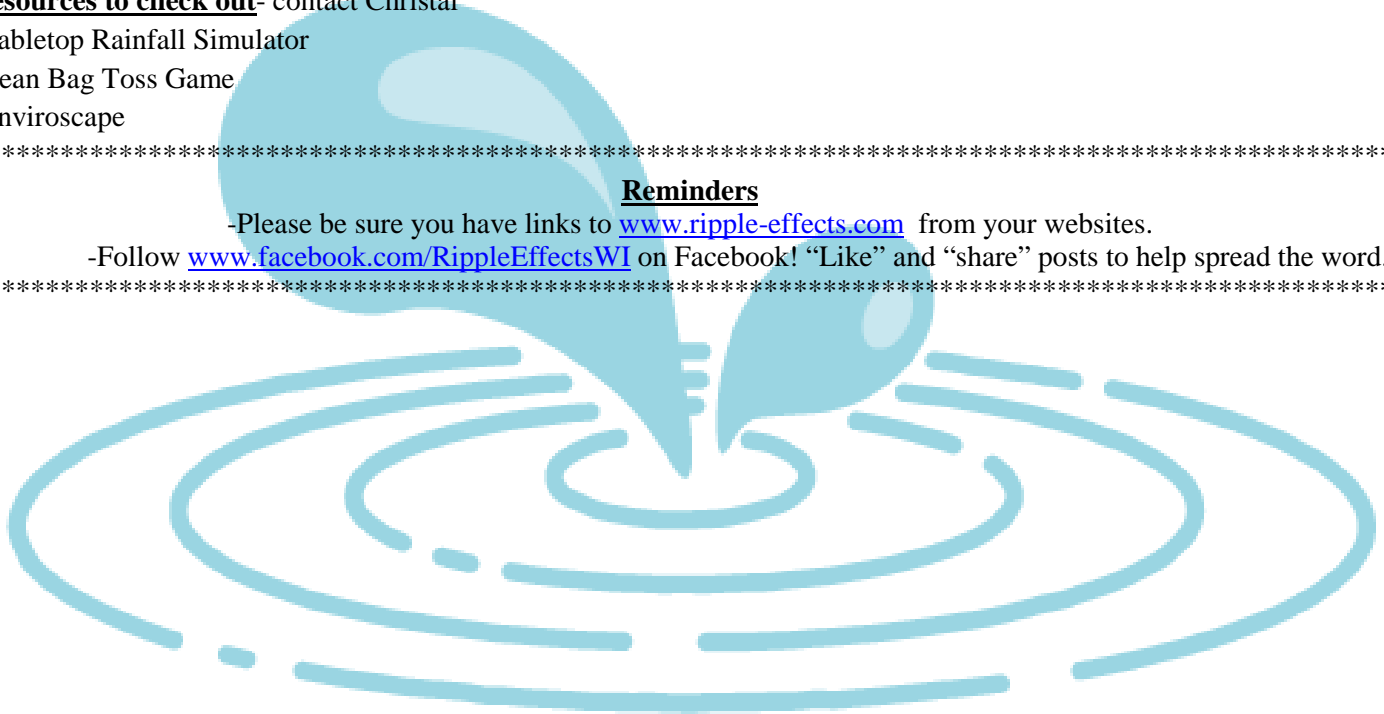 esources to check out- contact Christal
abletop Rainfall Simulator
ean Bag Toss Game
nviroscape
***********************************************************************************************
Reminders
-Please be sure you have links to www.ripple-effects.com from your websites.
-Follow www.facebook.com/RippleEffectsWI on Facebook! “Like” and “share” posts to help spread the word.
***********************************************************************************************